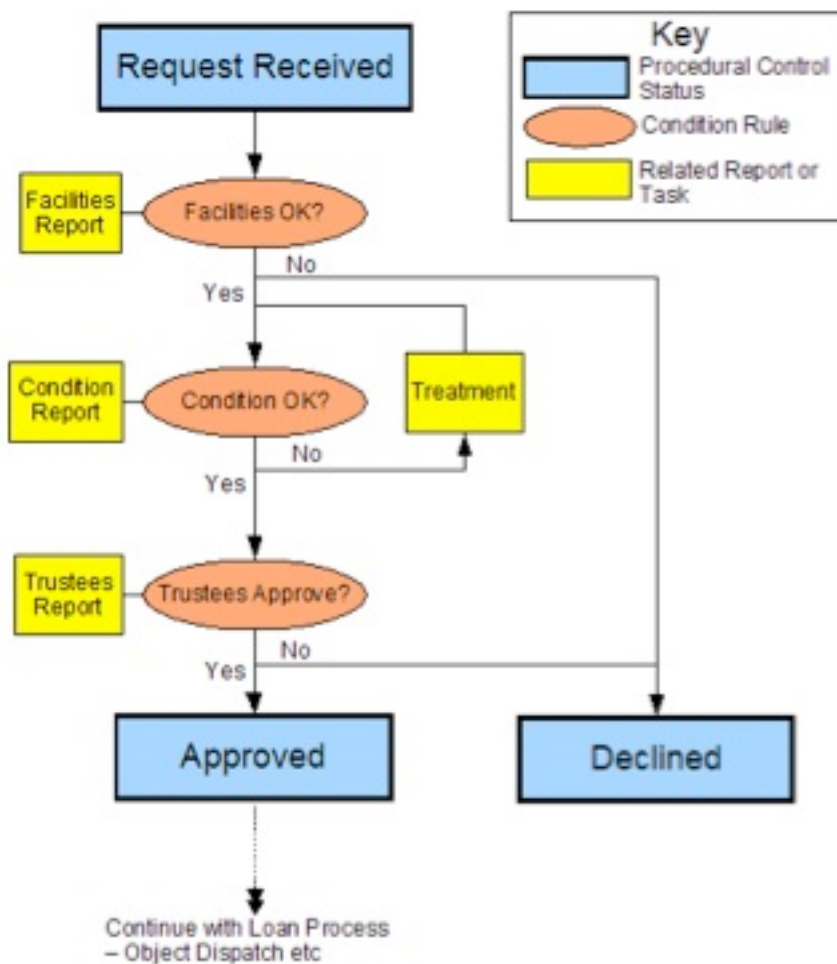 Request Received
Key
Procedural Control
Status
Condition Rule
Related Report or
Task
Facilities
Report
Facilities OK?
No
Yes
Condition
Report
Condition OK?
Treatment
No
Yes
Trustees
Report
Trustees Approve?
No
Yes
Approved
Declined
Continue with Loan Process
– Object Dispatch etc